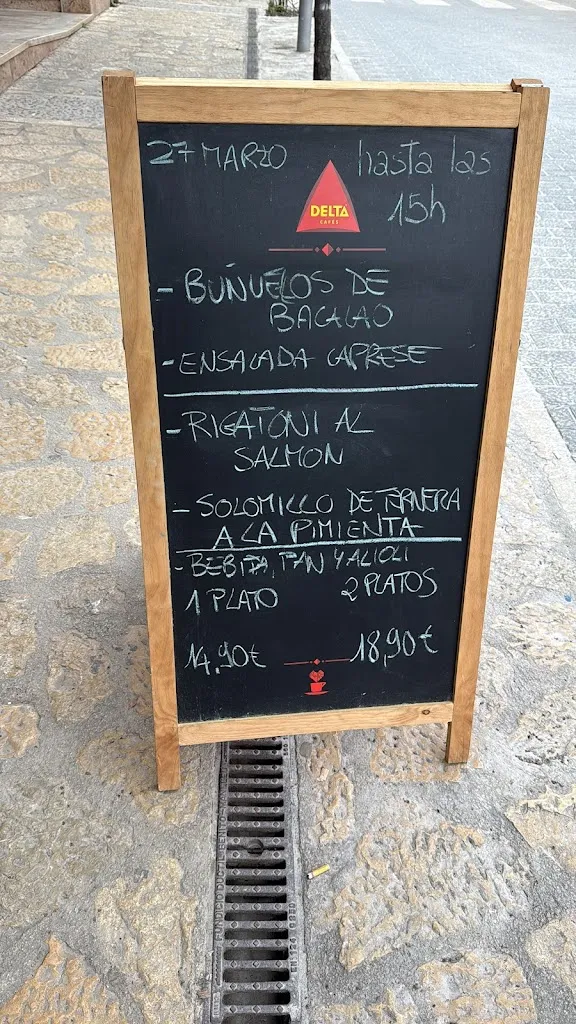 27 MARZO hasta las
15h
DELTA
CAFÉS
- BUÑUELOS DE
BACALAO
- ENSALADA CAPRESE
- RIGATONI AL
SALMON
- SOLOMILLO DE TERNERA
A LA PIMIENTA
- BEBIDA, PAN Y ALIOLI
1 PLATO 2 PLATOS
14,90€ 18,90€